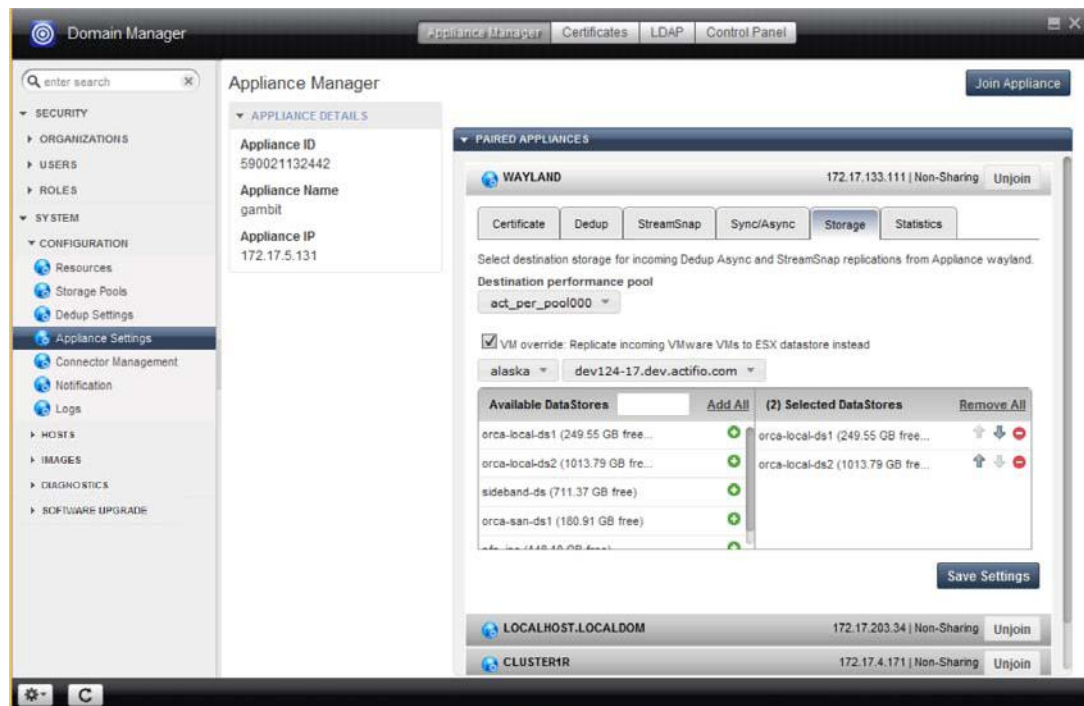 Domain Manager
Appliance Manager
Certificates
LDAP
Control Panel
enter search
SECURITY
ORGANIZATIONS
USERS
ROLES
SYSTEM
CONFIGURATION
Resources
Storage Pools
Dedup Settings
Appliance Settings
Connector Management
Notification
Logs
HOSTS
IMAGES
DIAGNOSTICS
SOFTWARE UPGRADE
Appliance Manager
Join Appliance
APPLIANCE DETAILS
Appliance ID
590021132442
Appliance Name
gambit
Appliance IP
172.17.5.131
PAIRED APPLIANCES
WAYLAND
172.17.133.111 | Non-Sharing
Unjoin
Certificate
Dedup
StreamSnap
Sync/Async
Storage
Statistics
Select destination storage for incoming Dedup Async and StreamSnap replications from Appliance wayland.
Destination performance pool
act_per_pool000
VM override: Replicate incoming VMware VMs to ESX datastore instead
alaska
dev124-17.dev.actifio.com
Available DataStores
Add All
orca-local-ds1 (249.55 GB free...
orca-local-ds2 (1013.79 GB fre...
sideband-ds (711.37 GB free)
orca-san-ds1 (180.91 GB free)
(2) Selected DataStores
Remove All
orca-local-ds1 (249.55 GB free...
orca-local-ds2 (1013.79 GB fre...
Save Settings
LOCALHOST.LOCALDOM
172.17.203.34 | Non-Sharing
Unjoin
CLUSTER1R
172.17.4.171 | Non-Sharing
Unjoin